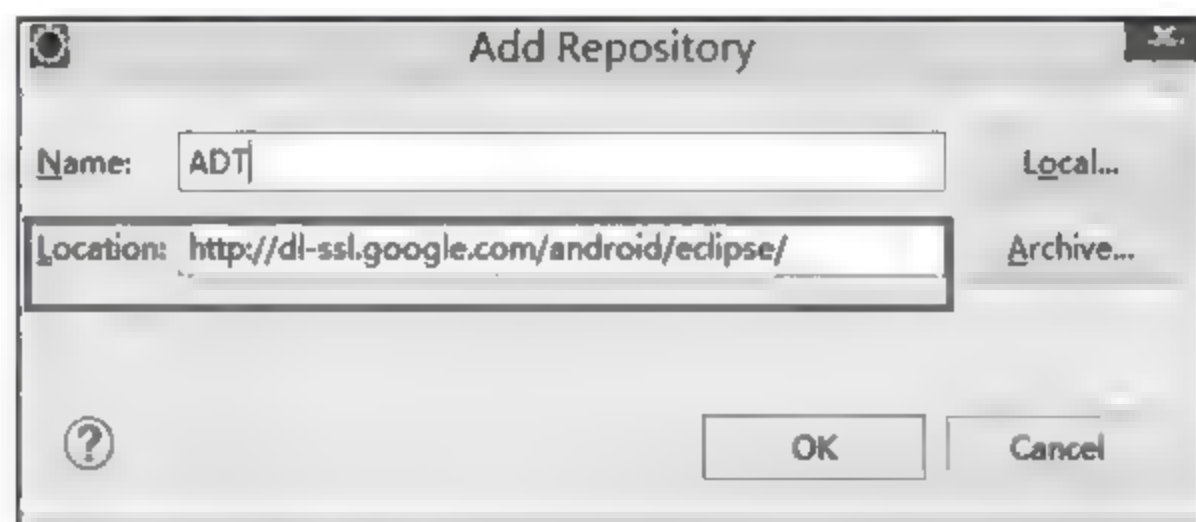 Add Repository
Name: ADT Local...
Location: http://dl-ssl.google.com/android/eclipse/ Archive...
? OK Cancel